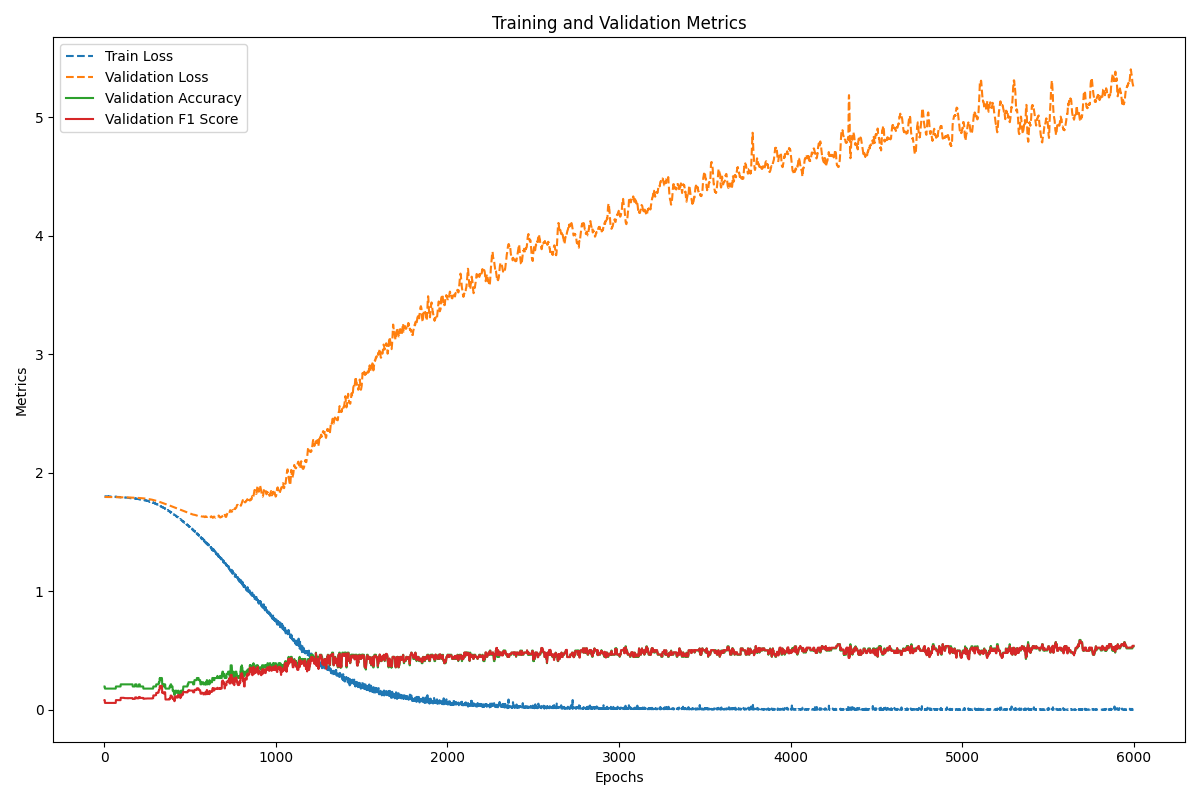 Training and Validation Metrics
Train Loss
Validation Loss
Validation Accuracy
Validation F1 Score
Metrics
5
4
3
2
1
0
0 1000 2000 3000 4000 5000 6000
Epochs